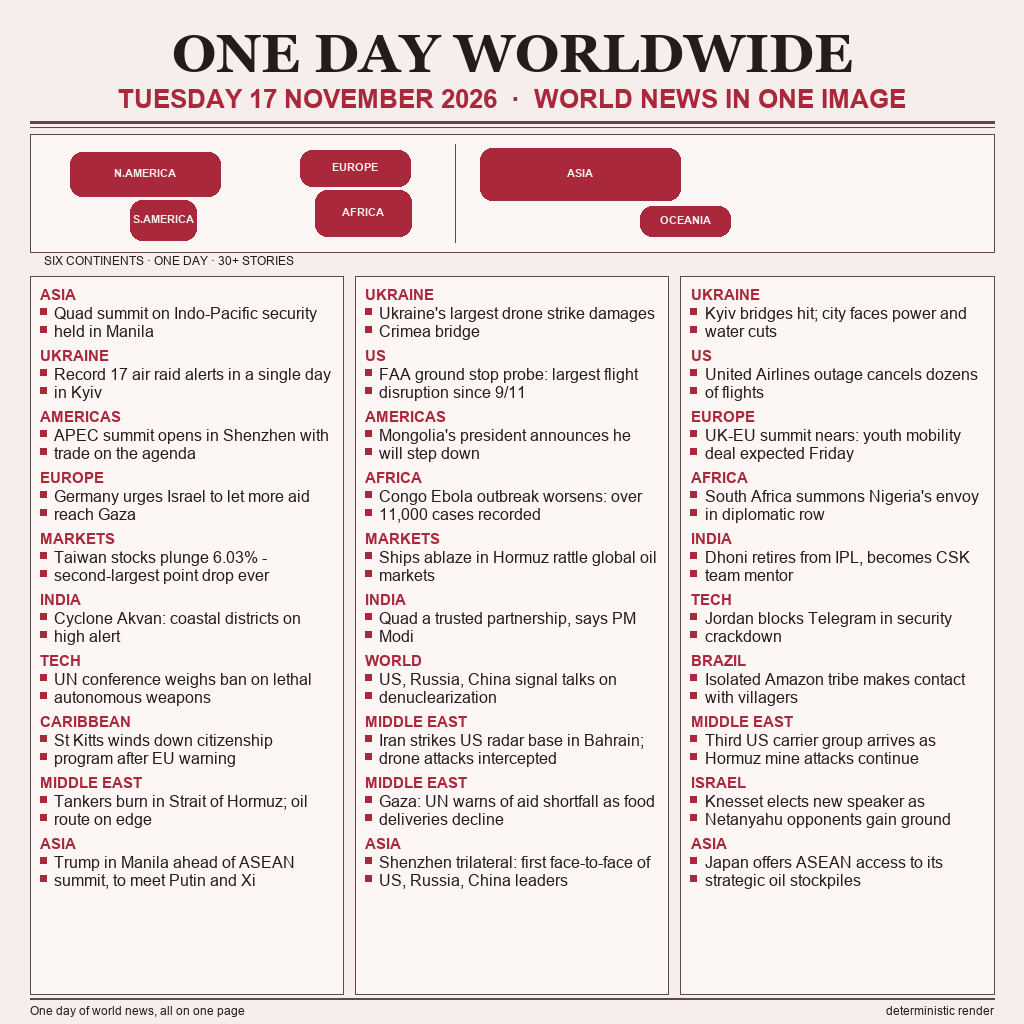 ONE DAY WORLDWIDE
TUESDAY 17 NOVEMBER 2026 · WORLD NEWS IN ONE IMAGE
N.AMERICA
S.AMERICA
EUROPE
AFRICA
ASIA
OCEANIA
SIX CONTINENTS · ONE DAY · 30+ STORIES
ASIA
Quad summit on Indo-Pacific security
held in Manila
UKRAINE
Record 17 air raid alerts in a single day
in Kyiv
AMERICAS
APEC summit opens in Shenzhen with
trade on the agenda
EUROPE
Germany urges Israel to let more aid
reach Gaza
MARKETS
Taiwan stocks plunge 6.03% -
second-largest point drop ever
INDIA
Cyclone Akvan: coastal districts on
high alert
TECH
UN conference weighs ban on lethal
autonomous weapons
CARIBBEAN
St Kitts winds down citizenship
program after EU warning
MIDDLE EAST
Tankers burn in Strait of Hormuz; oil
route on edge
ASIA
Trump in Manila ahead of ASEAN
summit, to meet Putin and Xi
UKRAINE
Ukraine's largest drone strike damages
Crimea bridge
US
FAA ground stop probe: largest flight
disruption since 9/11
AMERICAS
Mongolia's president announces he
will step down
AFRICA
Congo Ebola outbreak worsens: over
11,000 cases recorded
MARKETS
Ships ablaze in Hormuz rattle global oil
markets
INDIA
Quad a trusted partnership, says PM
Modi
WORLD
US, Russia, China signal talks on
denuclearization
MIDDLE EAST
Iran strikes US radar base in Bahrain;
drone attacks intercepted
MIDDLE EAST
Gaza: UN warns of aid shortfall as food
deliveries decline
ASIA
Shenzhen trilateral: first face-to-face of
US, Russia, China leaders
UKRAINE
Kyiv bridges hit; city faces power and
water cuts
US
United Airlines outage cancels dozens
of flights
EUROPE
UK-EU summit nears: youth mobility
deal expected Friday
AFRICA
South Africa summons Nigeria's envoy
in diplomatic row
INDIA
Dhoni retires from IPL, becomes CSK
team mentor
TECH
Jordan blocks Telegram in security
crackdown
BRAZIL
Isolated Amazon tribe makes contact
with villagers
MIDDLE EAST
Third US carrier group arrives as
Hormuz mine attacks continue
ISRAEL
Knesset elects new speaker as
Netanyahu opponents gain ground
ASIA
Japan offers ASEAN access to its
strategic oil stockpiles
One day of world news, all on one page
deterministic render